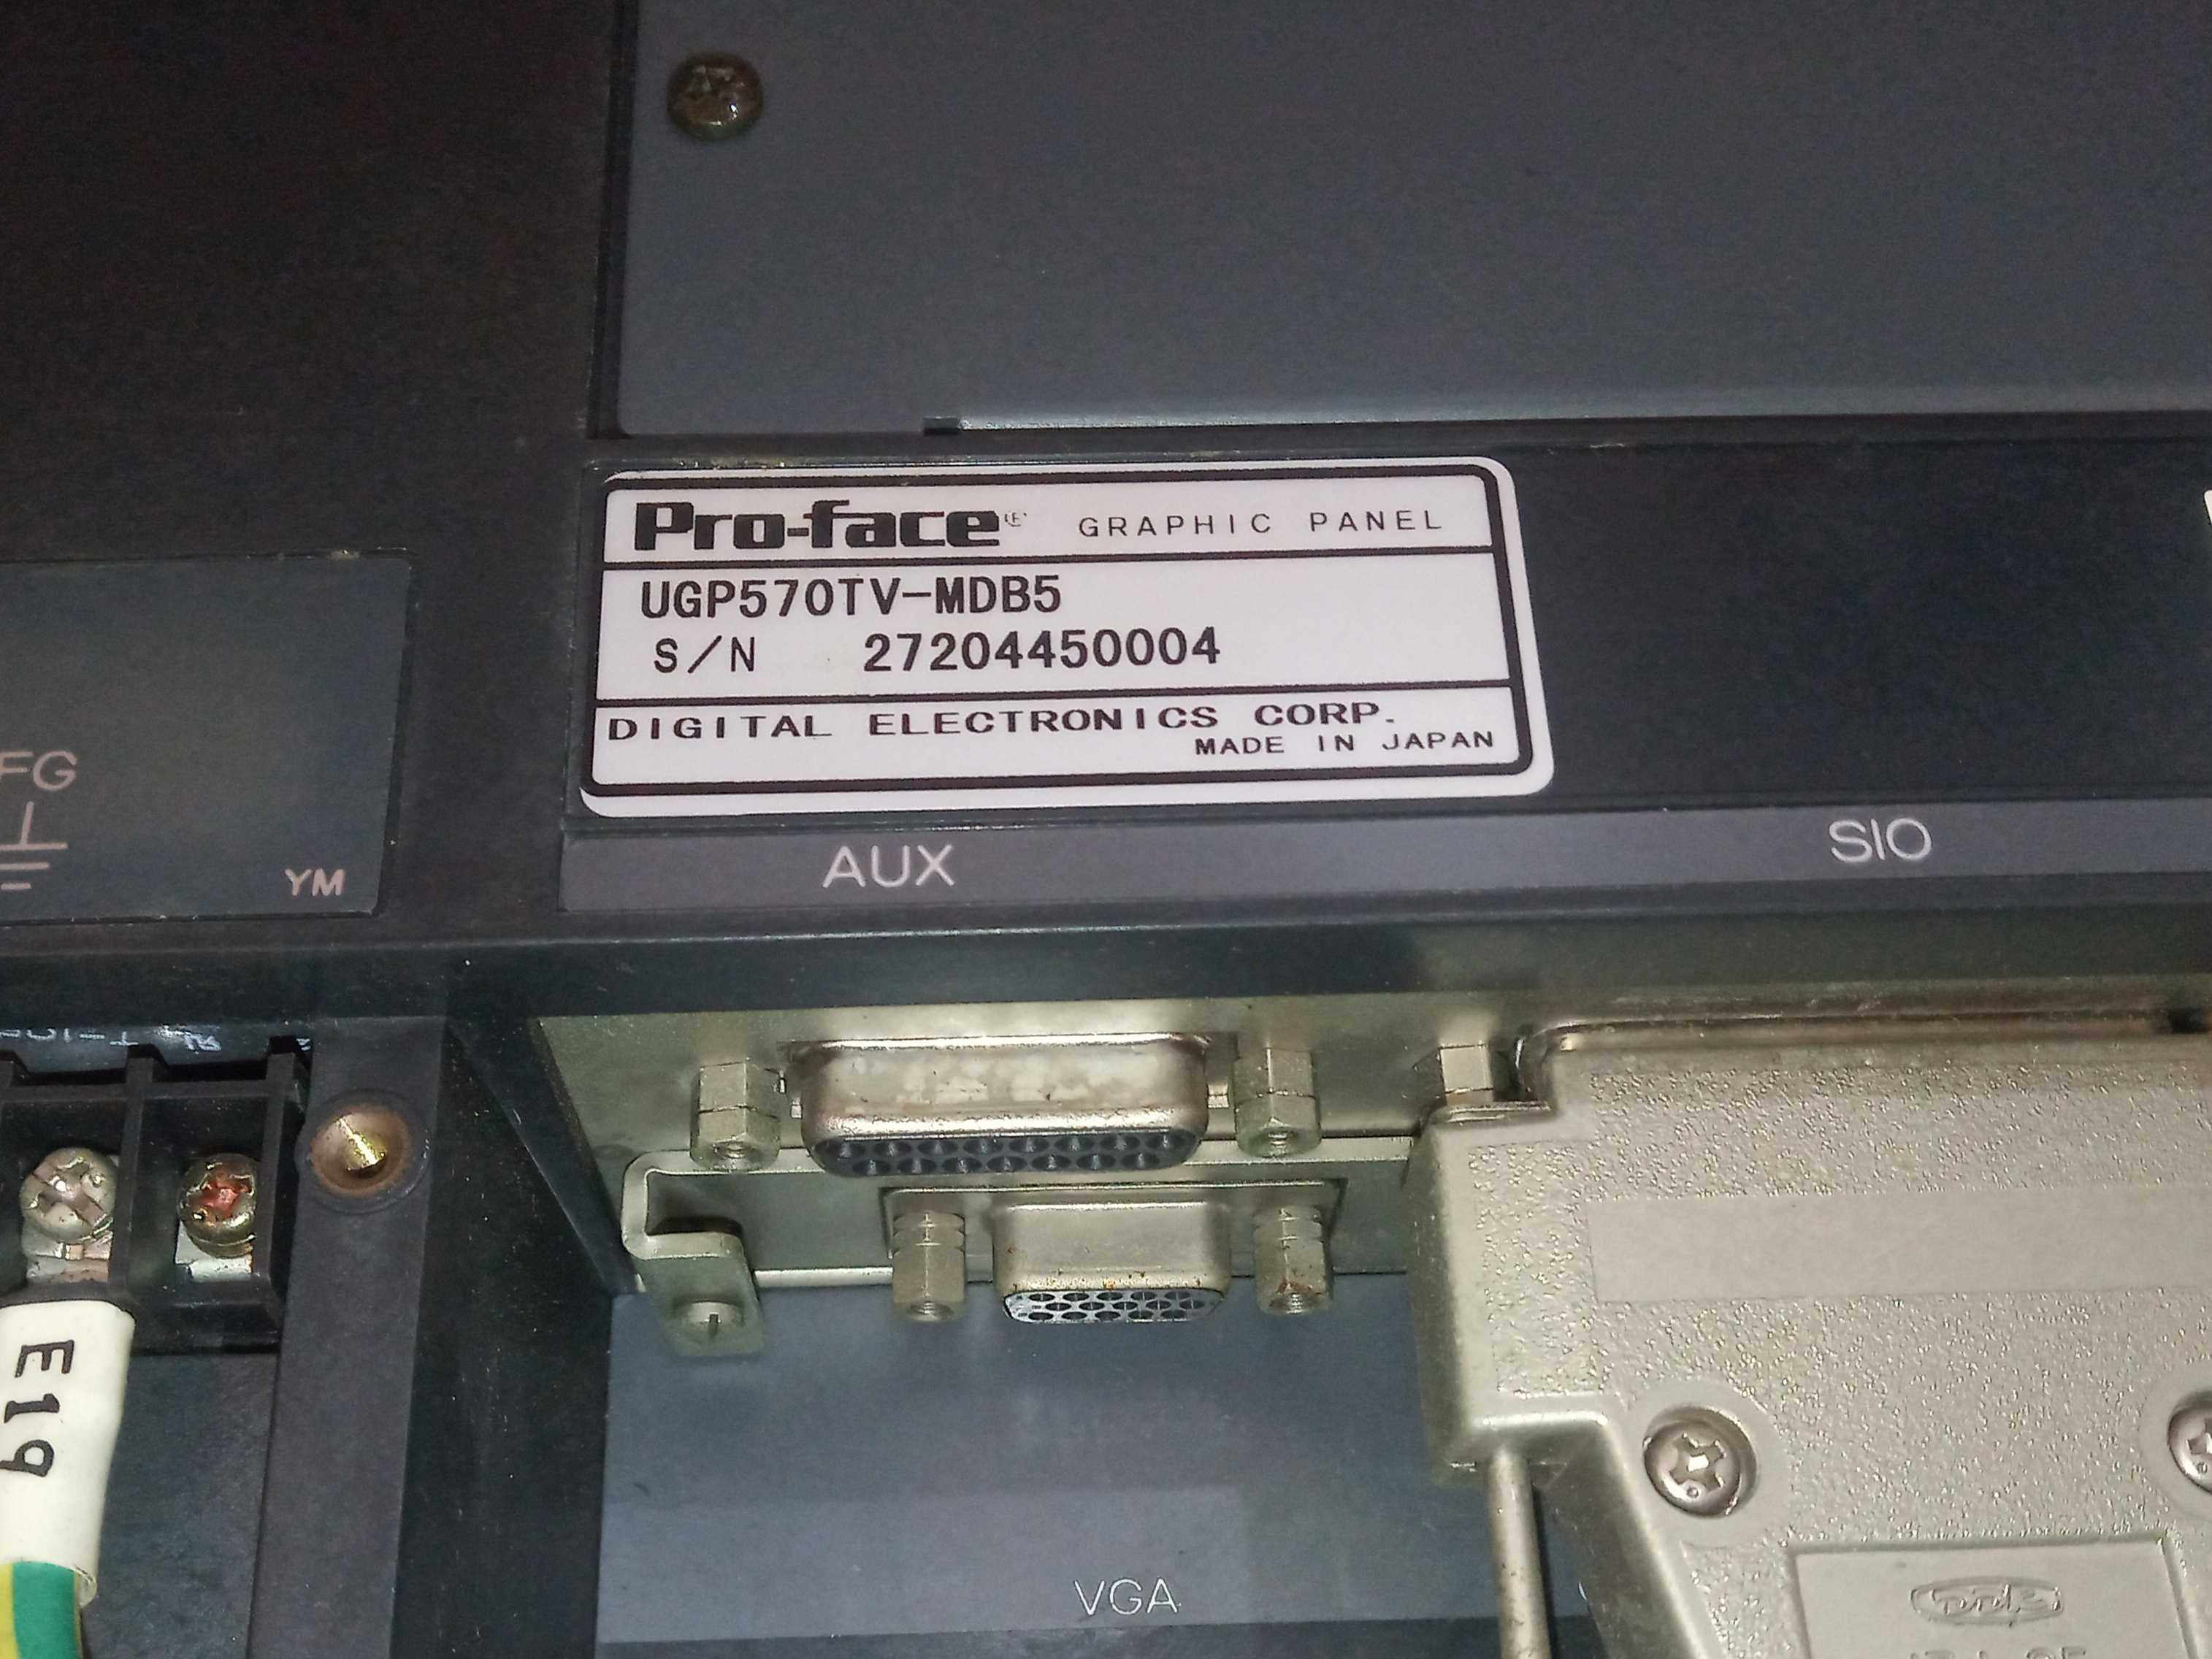 Pro-face® GRAPHIC PANEL
UGP570TV-MDB5
S/N 27204450004
DIGITAL ELECTRONICS CORP.
MADE IN JAPAN
FG
YM
AUX
SIO
E19
VGA
DDK